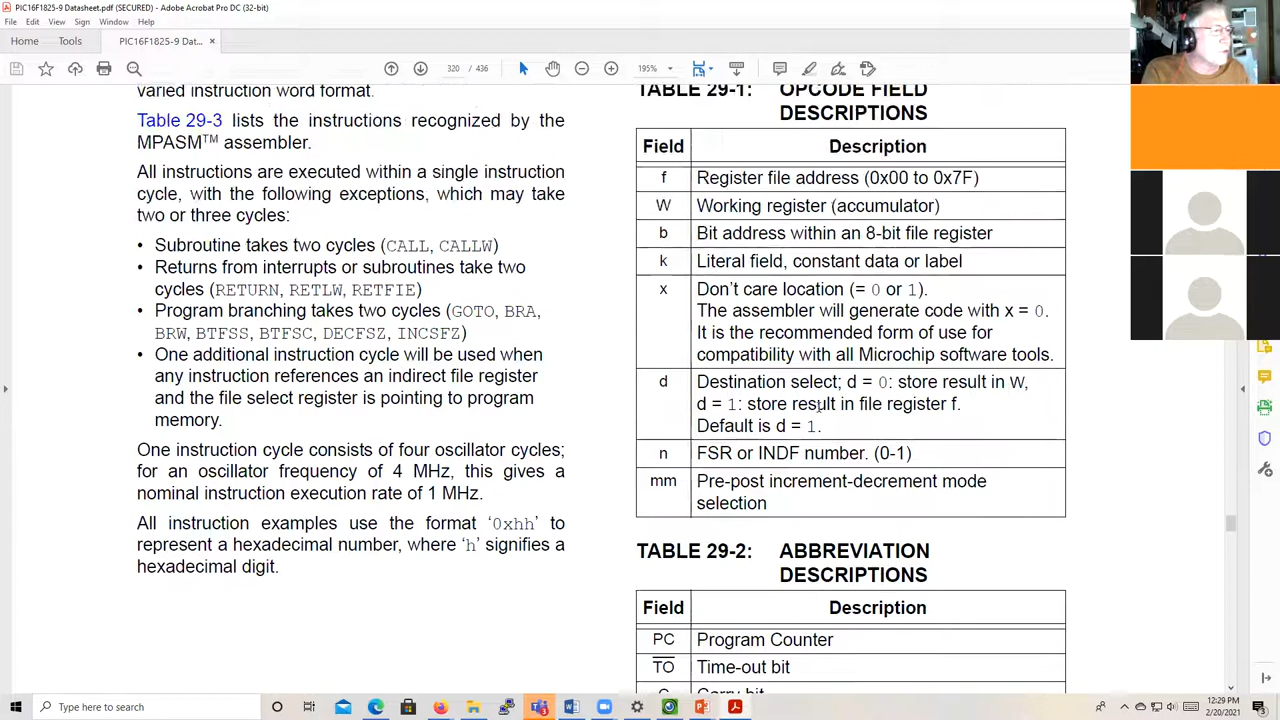 PIC16F1825-9 Datasheet.pdf (SECURED) - Adobe Acrobat Pro DC (32-bit)
File Edit View Sign Window Help
Home Tools PIC16F1825-9 Dat... ×
320 / 436 195%
varied instruction word format.
Table 29-3 lists the instructions recognized by the
MPASM™ assembler.
All instructions are executed within a single instruction
cycle, with the following exceptions, which may take
two or three cycles:
• Subroutine takes two cycles (CALL, CALLW)
• Returns from interrupts or subroutines take two
cycles (RETURN, RETLW, RETFIE)
• Program branching takes two cycles (GOTO, BRA,
BRW, BTFSS, BTFSC, DECFSZ, INCSFZ)
• One additional instruction cycle will be used when
any instruction references an indirect file register
and the file select register is pointing to program
memory.
One instruction cycle consists of four oscillator cycles;
for an oscillator frequency of 4 MHz, this gives a
nominal instruction execution rate of 1 MHz.
All instruction examples use the format ‘0xhh’ to
represent a hexadecimal number, where ‘h’ signifies a
hexadecimal digit.
TABLE 29-1: OPCODE FIELD
DESCRIPTIONS
Field Description
f Register file address (0x00 to 0x7F)
W Working register (accumulator)
b Bit address within an 8-bit file register
k Literal field, constant data or label
x Don’t care location (= 0 or 1).
The assembler will generate code with x = 0.
It is the recommended form of use for
compatibility with all Microchip software tools.
d Destination select; d = 0: store result in W,
d = 1: store result in file register f.
Default is d = 1.
n FSR or INDF number. (0-1)
mm Pre-post increment-decrement mode
selection
TABLE 29-2: ABBREVIATION
DESCRIPTIONS
Field Description
PC Program Counter
TO Time-out bit
C Carry bit
Type here to search
12:29 PM
2/20/2021